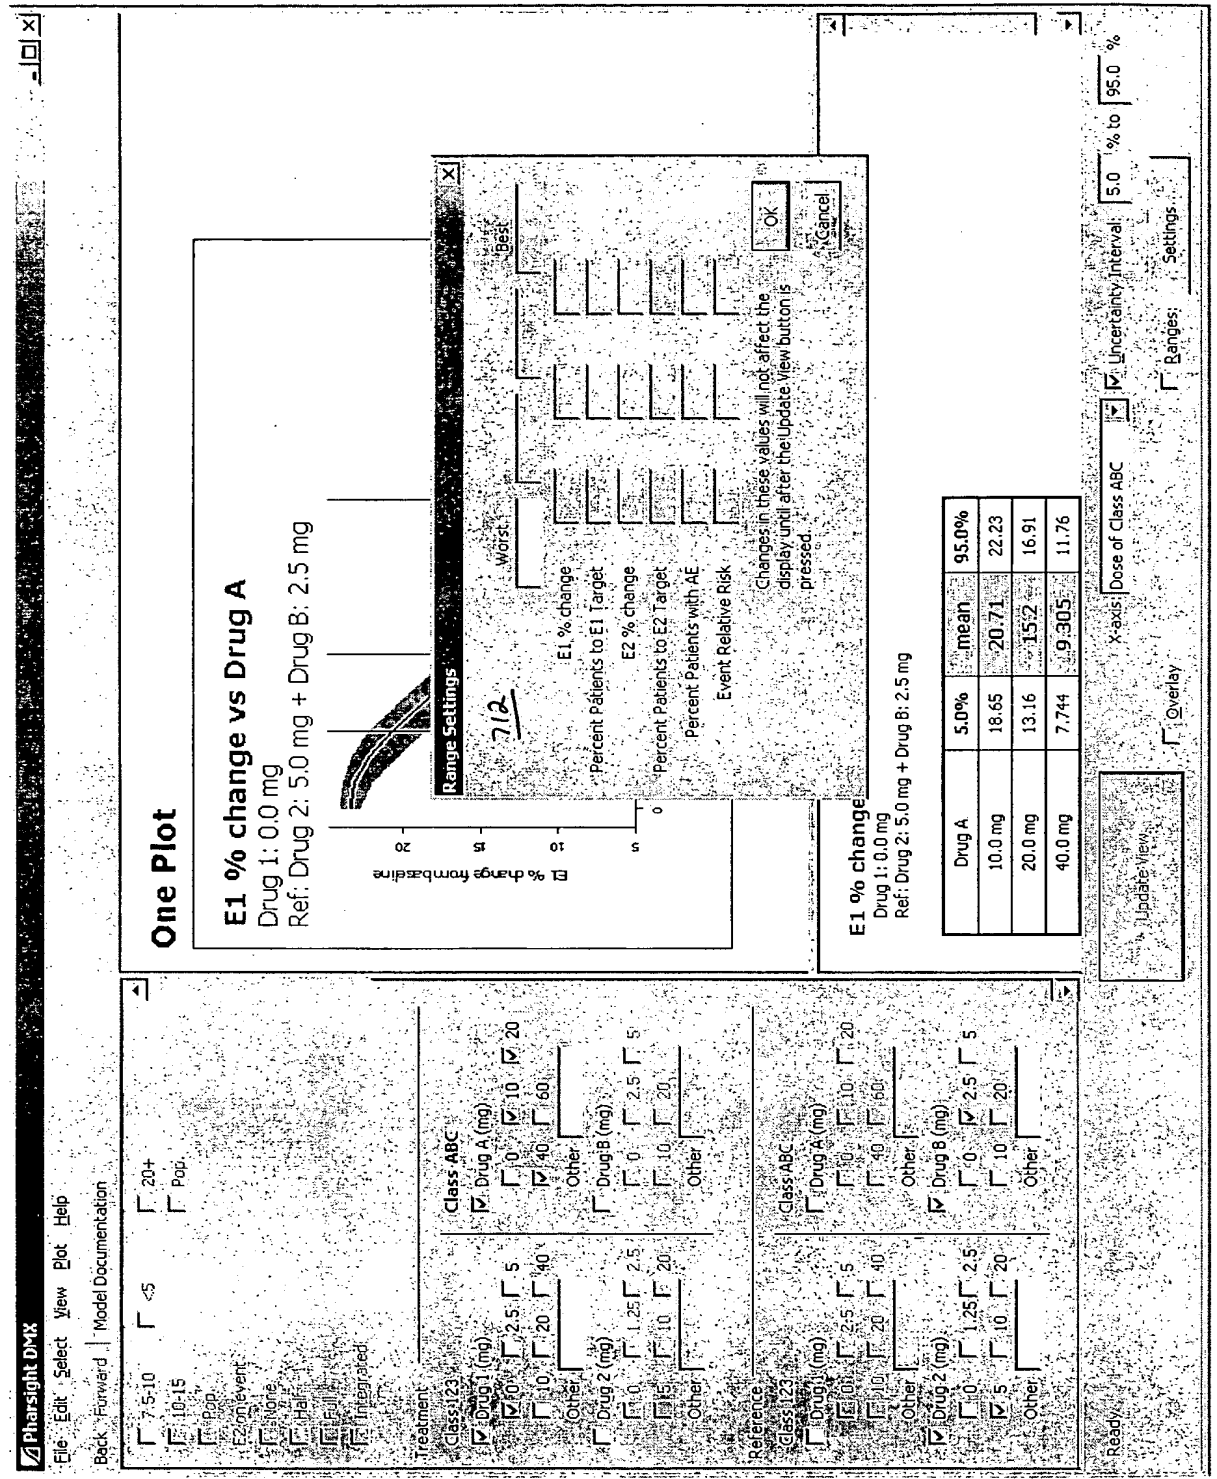 Pharsight DMX
File Edit Select View Plot Help
Back Forward Model Documentation
7.5-10 <5 20+
10-15 Pop.
Pop.
E2 on event
None
Half
Full
Integrated
Treatment
Class 123 Class ABC
Drug 1 (mg) Drug A (mg)
0 2.5 5 0 10 20
10 20 40 40 60
Other Other
Drug 2 (mg) Drug B (mg)
0 1.25 2.5 0 2.5 5
5 10 20 10 20
Other Other
Reference
Class 123 Class ABC
Drug 1 (mg) Drug A (mg)
0 2.5 5 0 10 20
10 20 40 40 60
Other Other
Drug 2 (mg) Drug B (mg)
0 1.25 2.5 0 2.5 5
5 10 20 10 20
Other Other
One Plot
E1 % change vs Drug A
Drug 1: 0.0 mg
Ref: Drug 2: 5.0 mg + Drug B: 2.5 mg
E1 % change from baseline
20
15
10
5
0
Range Settings
712
Worst Best
E1 % change
Percent Patients to E1 Target
E2 % change
Percent Patients to E2 Target
Percent Patients with AE
Event Relative Risk
Changes in these values will not affect the
display until after the Update View button is
pressed.
OK
Cancel
E1 % change
Drug 1: 0.0 mg
Ref: Drug 2: 5.0 mg + Drug B: 2.5 mg
Drug A 5.0% mean 95.0%
10.0 mg 18.65 20.71 22.23
20.0 mg 13.16 15.2 16.91
40.0 mg 7.744 9.305 11.76
Update View
Overlay
X-axis: Dose of Class ABC
Uncertainty Interval: 5.0 % to 95.0 %
Ranges: Settings...
Ready